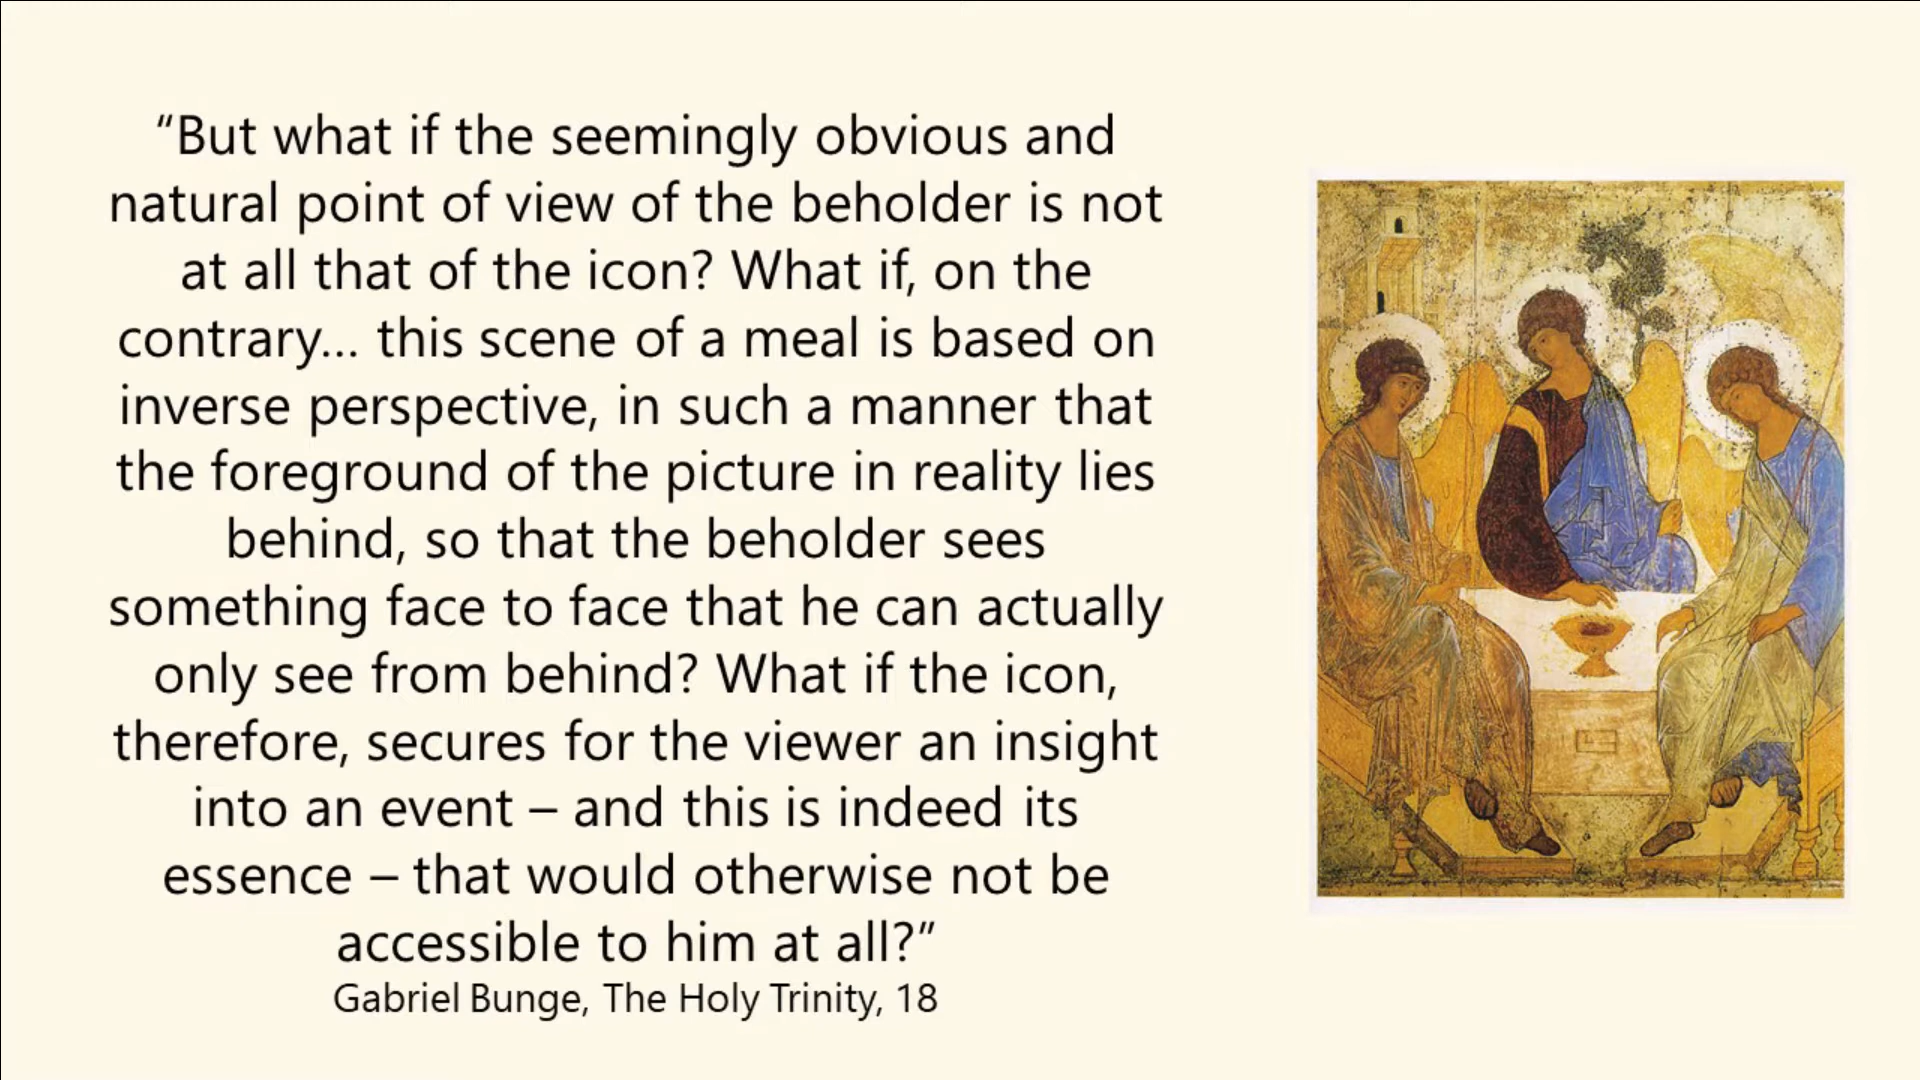 “But what if the seemingly obvious and
natural point of view of the beholder is not
at all that of the icon? What if, on the
contrary... this scene of a meal is based on
inverse perspective, in such a manner that
the foreground of the picture in reality lies
behind, so that the beholder sees
something face to face that he can actually
only see from behind? What if the icon,
therefore, secures for the viewer an insight
into an event – and this is indeed its
essence – that would otherwise not be
accessible to him at all?”
Gabriel Bunge, The Holy Trinity, 18